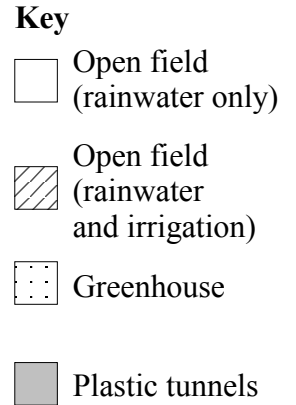 Key
Open field
(rainwater only)
Open field
(rainwater
and irrigation)
Greenhouse
Plastic tunnels